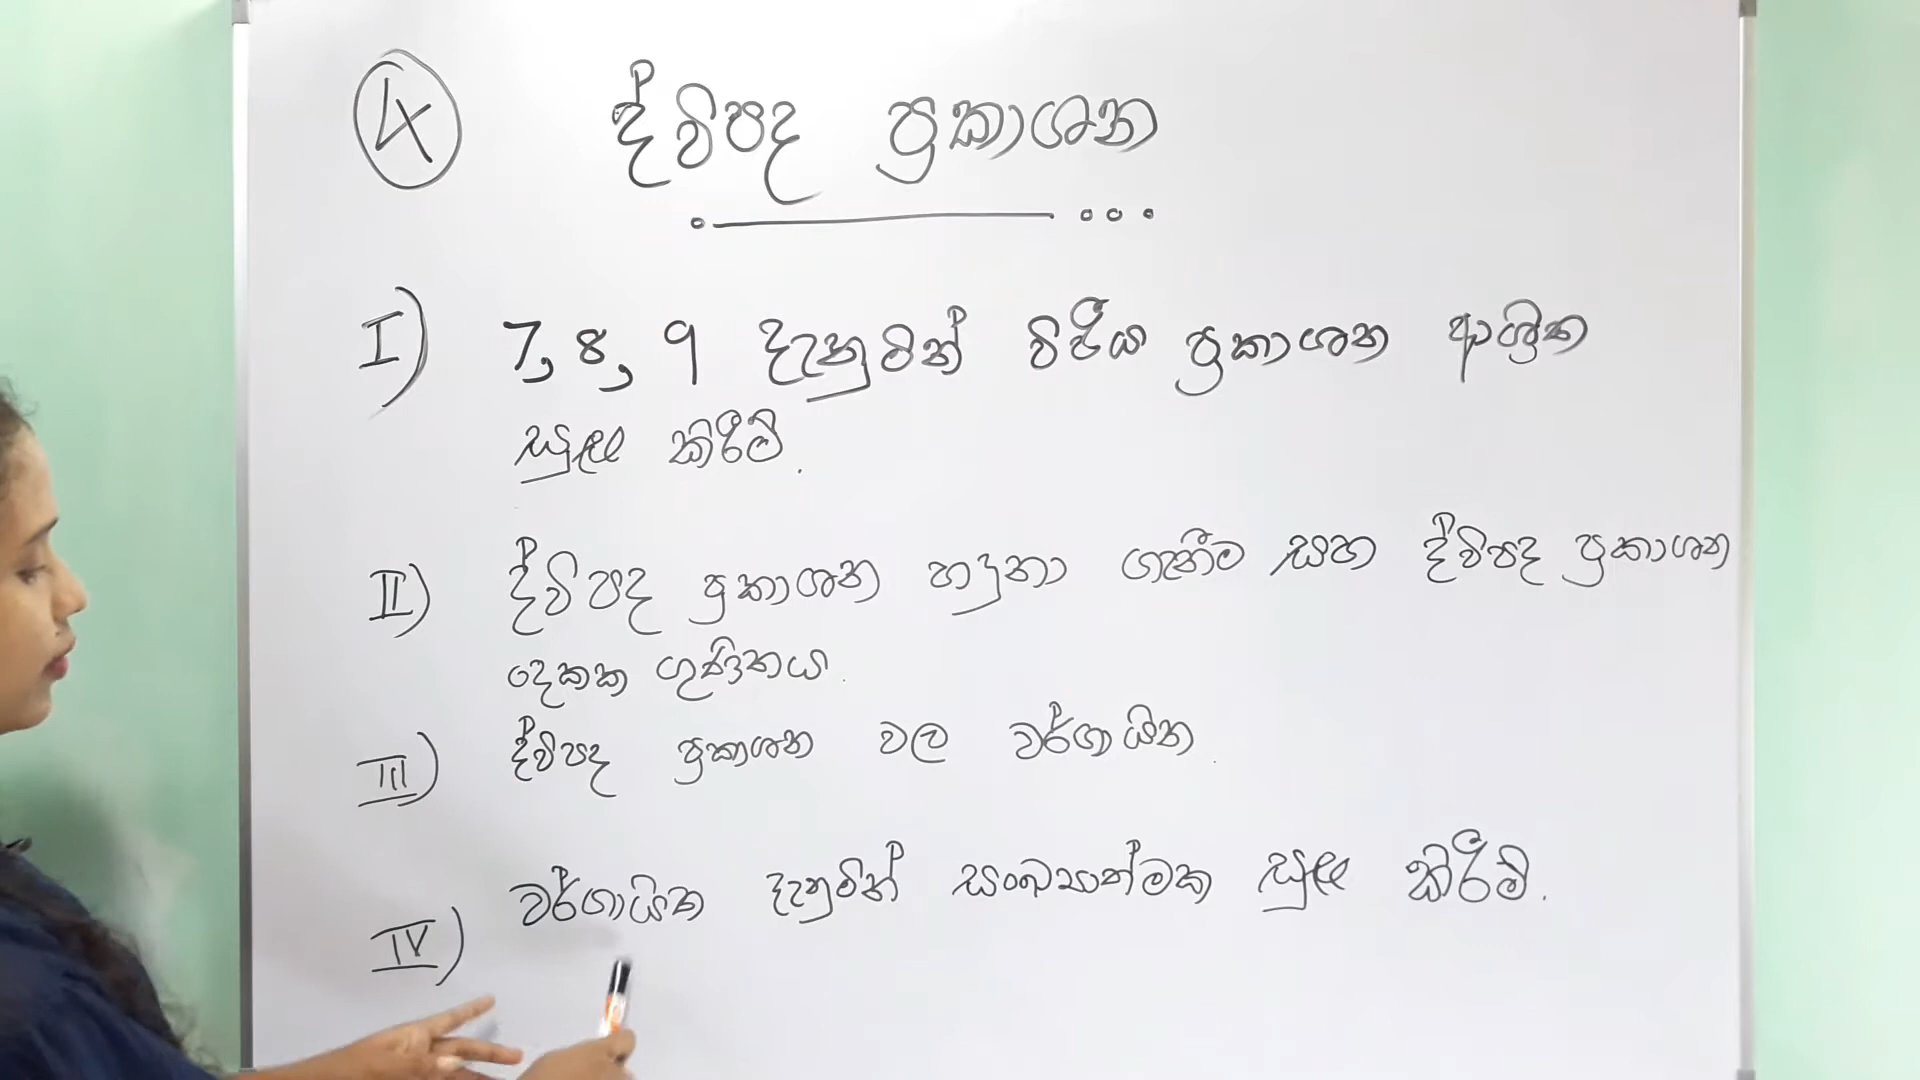 4 ද්විපද ප්‍රකාශන
I) 7, 8, 9 දැනුමින් වීජීය ප්‍රකාශන ආශ්‍රිත
සුළු කිරීම්.
II) ද්විපද ප්‍රකාශන හඳුනා ගැනීම සහ ද්විපද ප්‍රකාශන
දෙකක ගුණිතය.
III) ද්විපද ප්‍රකාශන වල වර්ගායිත.
IV) වර්ගායිත දැනුමින් සංඛ්‍යාත්මක සුළු කිරීම්.